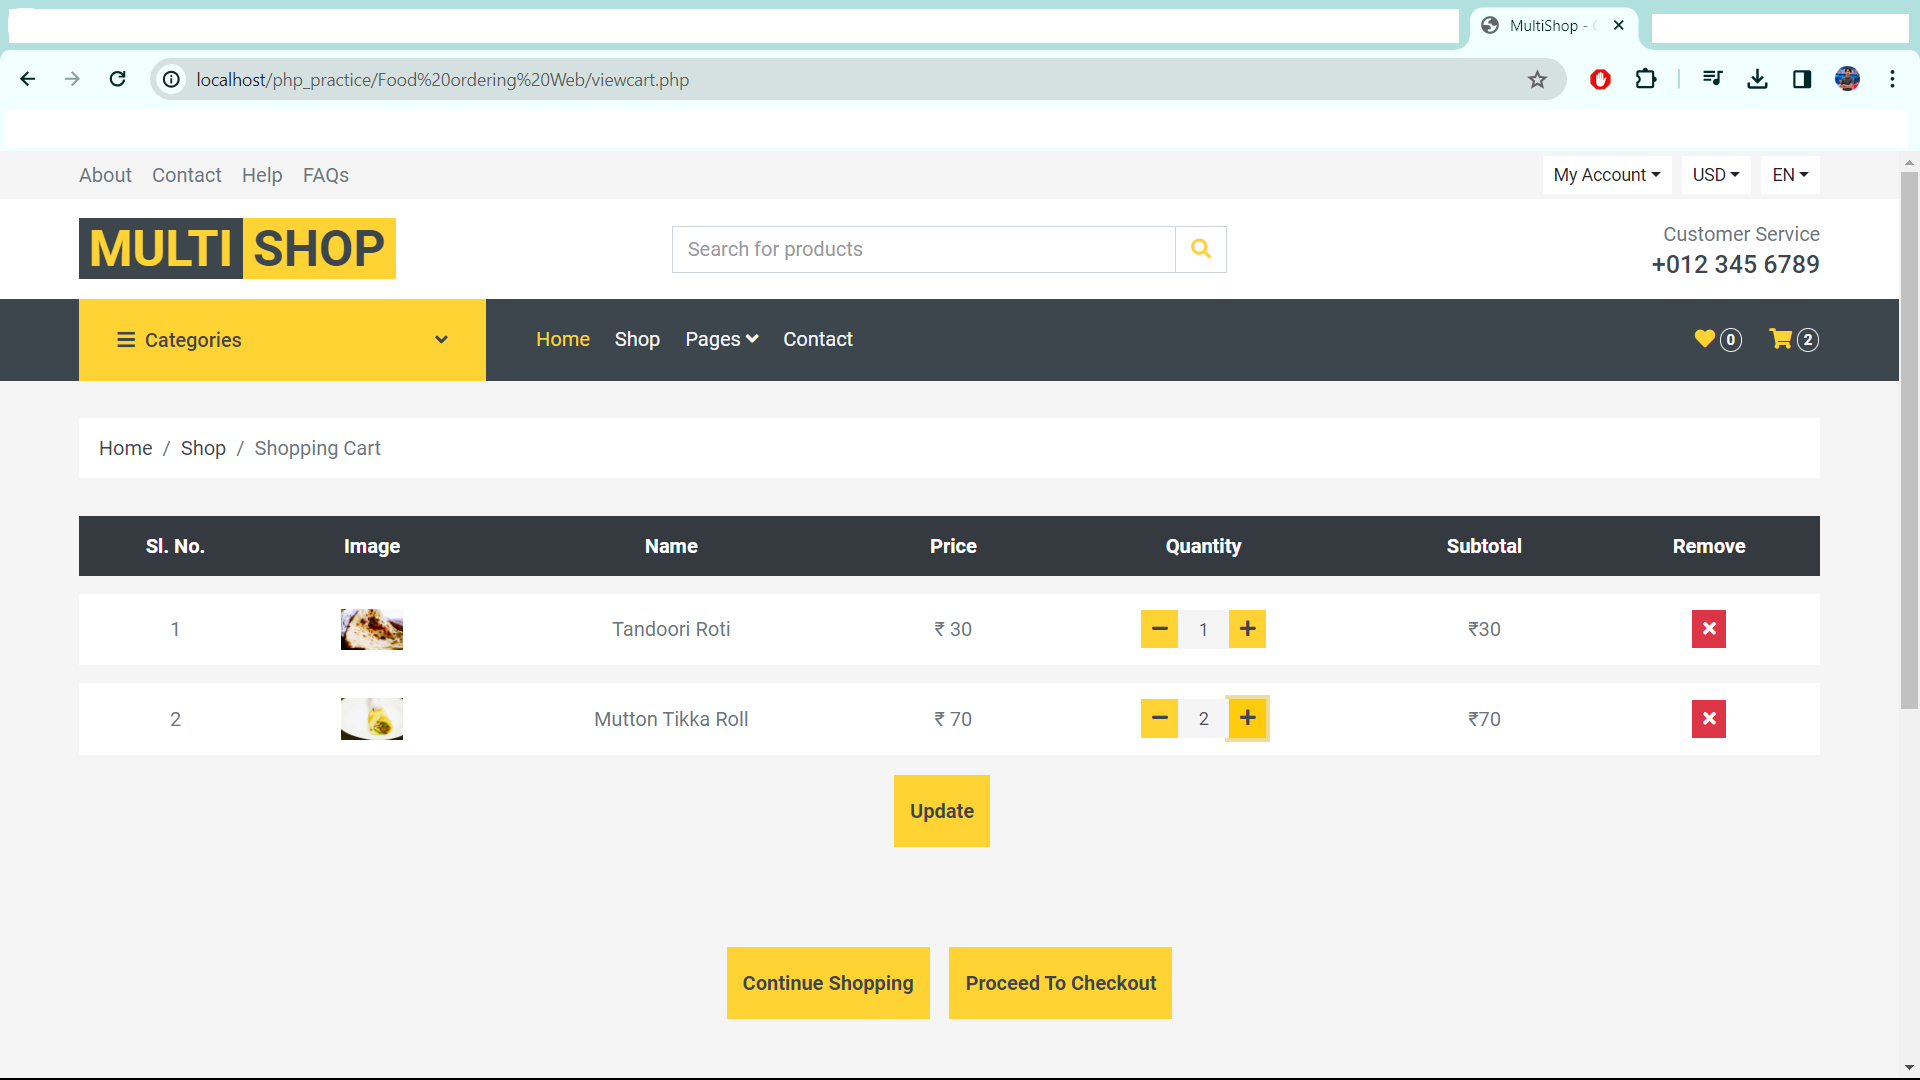 MultiShop -
localhost/php_practice/Food%20ordering%20Web/viewcart.php
About Contact Help FAQs My Account USD EN
MULTI SHOP Search for products Customer Service
+012 345 6789
Categories Home Shop Pages Contact 0 2
Home / Shop / Shopping Cart
Sl. No. Image Name Price Quantity Subtotal Remove
1 Tandoori Roti ₹ 30 1 ₹30
2 Mutton Tikka Roll ₹ 70 2 ₹70
Update
Continue Shopping Proceed To Checkout